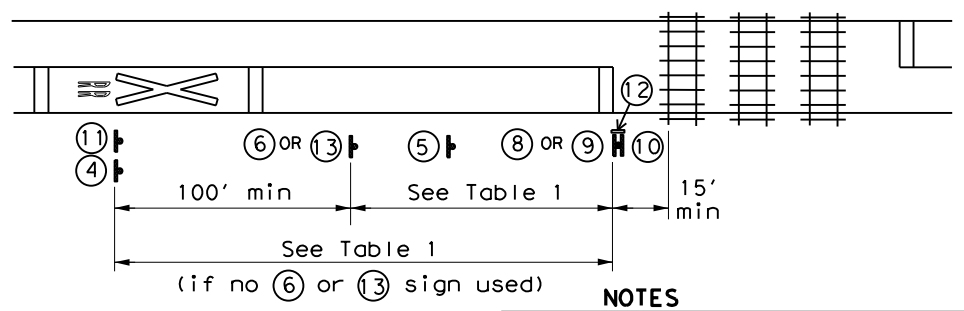 RR
12
11 6 OR 13 5 8 OR 9 10
4
100' min See Table 1 15' min
See Table 1
(if no 6 or 13 sign used)
NOTES